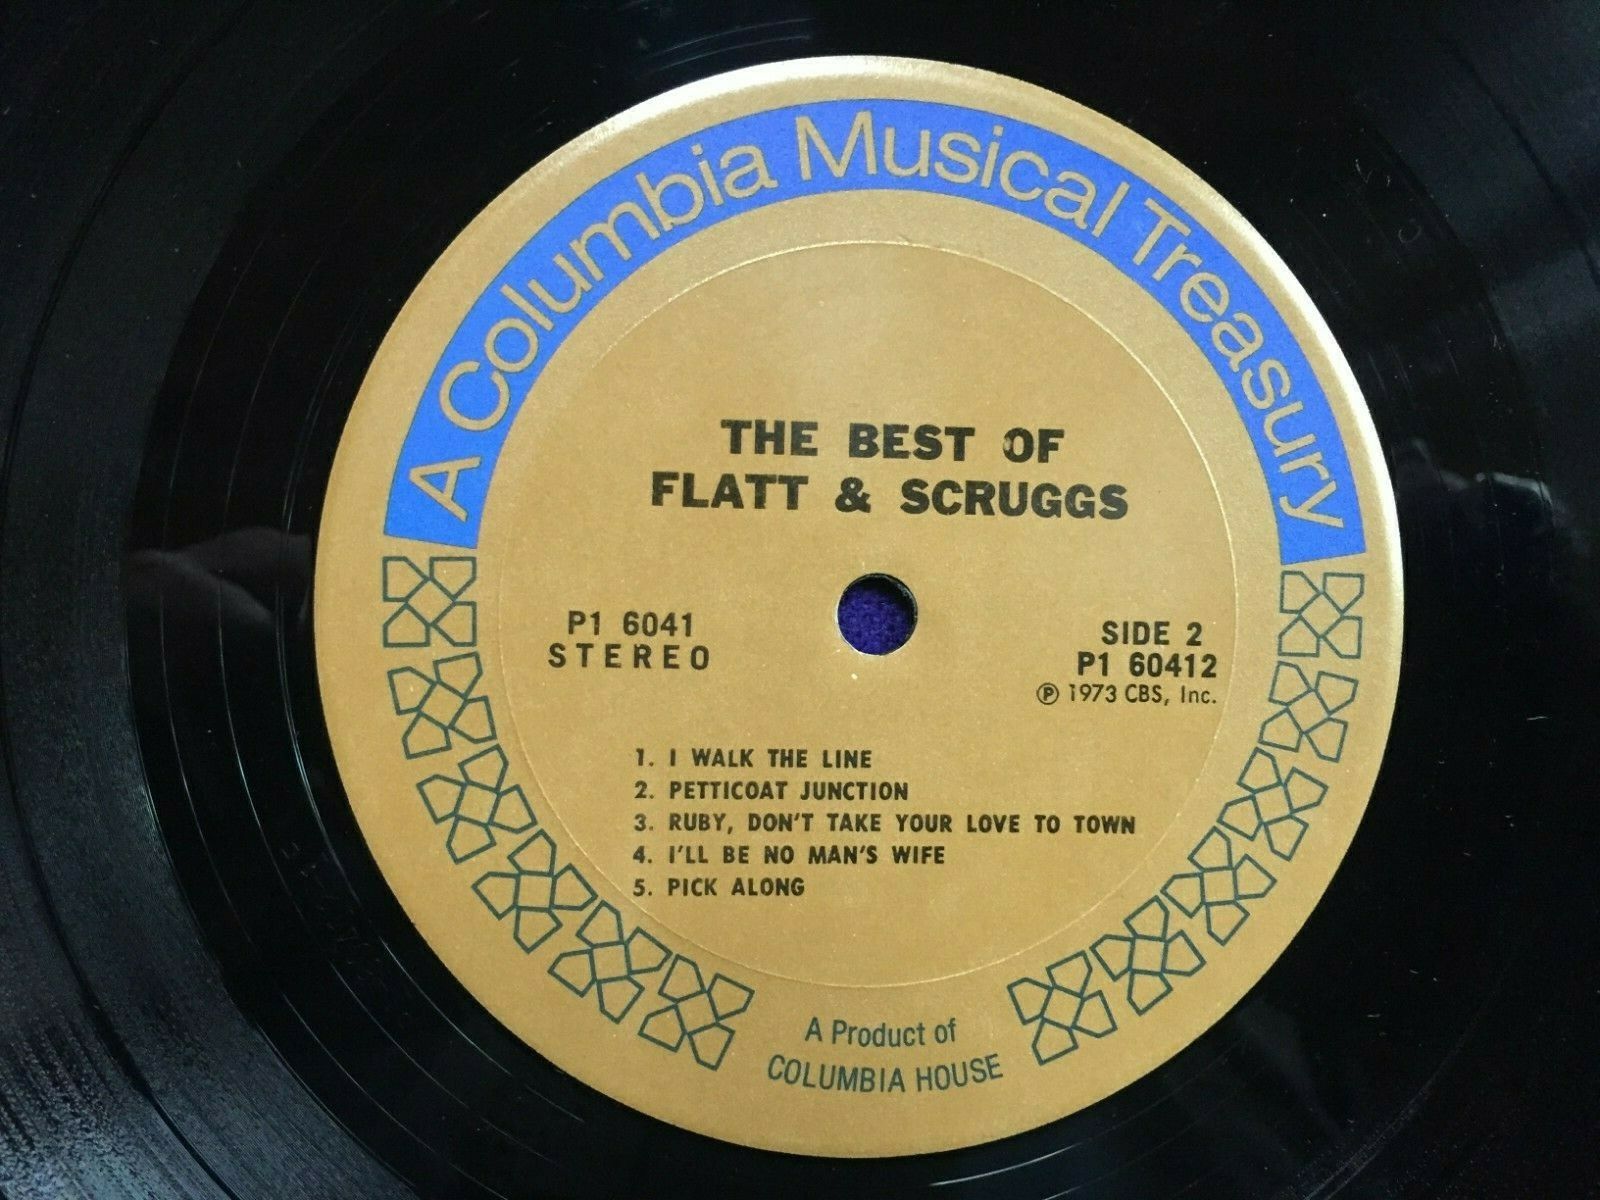 A Columbia Musical Treasury
THE BEST OF
FLATT & SCRUGGS
P1 6041
STEREO
SIDE 2
P1 60412
℗ 1973 CBS, Inc.
1. I WALK THE LINE
2. PETTICOAT JUNCTION
3. RUBY, DON'T TAKE YOUR LOVE TO TOWN
4. I'LL BE NO MAN'S WIFE
5. PICK ALONG
A Product of
COLUMBIA HOUSE